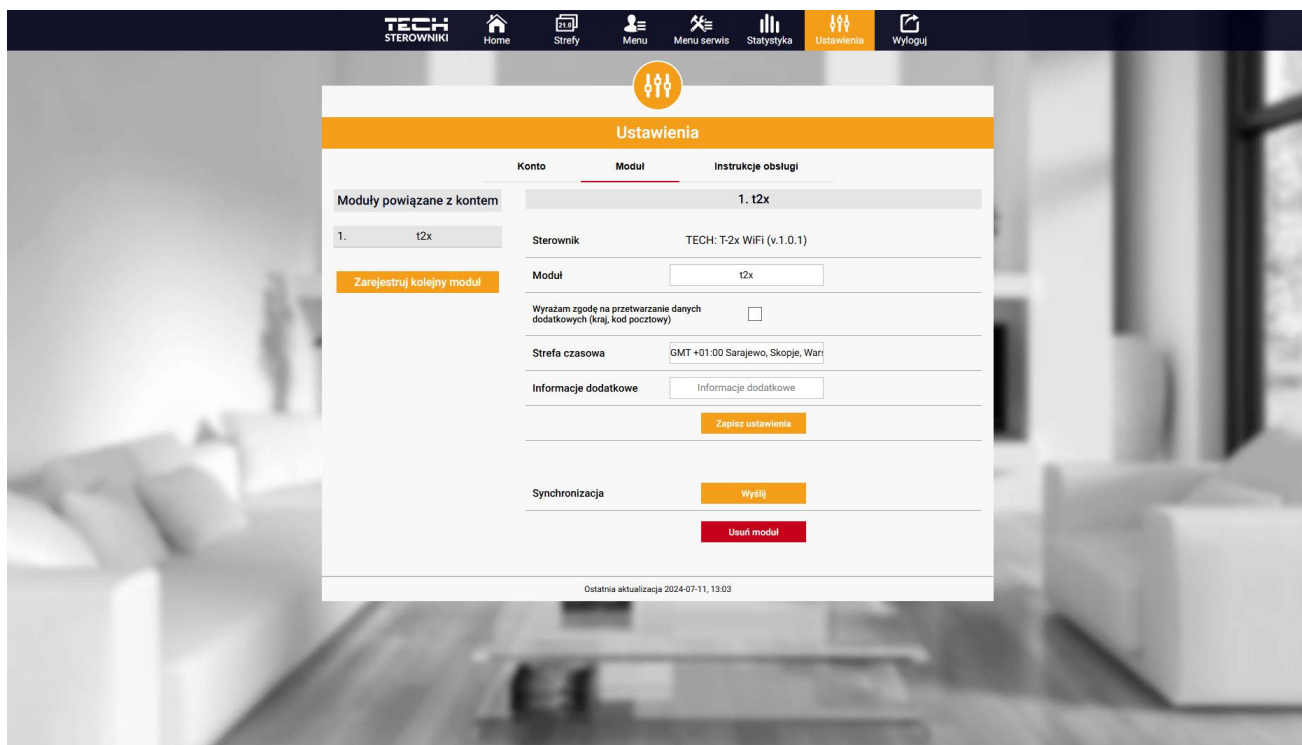 TECH
STEROWNIKI
Home
21.0
Strefy
Menu
Menu serwis
Statystyka
Ustawienia
Wyloguj
Ustawienia
Konto
Moduł
Instrukcje obsługi
Moduły powiązane z kontem
1. t2x
Zarejestruj kolejny moduł
1. t2x
Sterownik TECH: T-2x WiFi (v.1.0.1)
Moduł t2x
Wyrażam zgodę na przetwarzanie danych
dodatkowych (kraj, kod pocztowy)
Strefa czasowa GMT +01:00 Sarajewo, Skopje, Wars
Informacje dodatkowe Informacje dodatkowe
Zapisz ustawienia
Synchronizacja Wyślij
Usuń moduł
Ostatnia aktualizacja 2024-07-11, 13:03